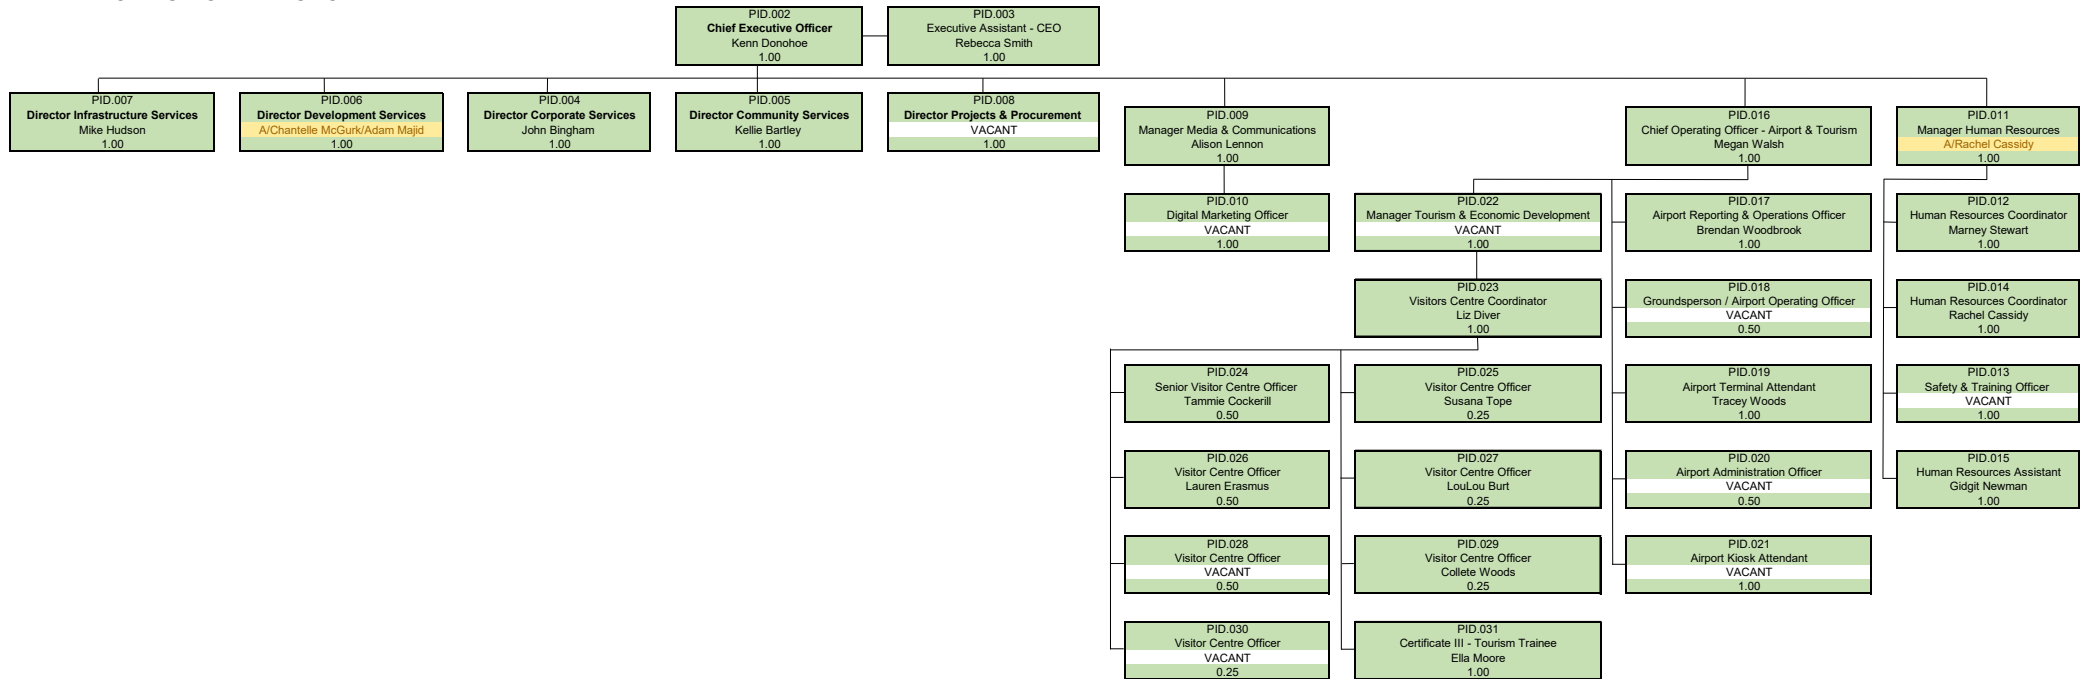 PID.002
Chief Executive Officer
Kenn Donohoe
1.00
PID.003
Executive Assistant - CEO
Rebecca Smith
1.00
PID.007
Director Infrastructure Services
Mike Hudson
1.00
PID.006
Director Development Services
A/Chantelle McGurk/Adam Majid
1.00
PID.004
Director Corporate Services
John Bingham
1.00
PID.005
Director Community Services
Kellie Bartley
1.00
PID.008
Director Projects & Procurement
VACANT
1.00
PID.009
Manager Media & Communications
Alison Lennon
1.00
PID.016
Chief Operating Officer - Airport & Tourism
Megan Walsh
1.00
PID.011
Manager Human Resources
A/Rachel Cassidy
1.00
PID.010
Digital Marketing Officer
VACANT
1.00
PID.022
Manager Tourism & Economic Development
VACANT
1.00
PID.017
Airport Reporting & Operations Officer
Brendan Woodbrook
1.00
PID.012
Human Resources Coordinator
Marney Stewart
1.00
PID.023
Visitors Centre Coordinator
Liz Diver
1.00
PID.018
Groundsperson / Airport Operating Officer
VACANT
0.50
PID.014
Human Resources Coordinator
Rachel Cassidy
1.00
PID.024
Senior Visitor Centre Officer
Tammie Cockerill
0.50
PID.025
Visitor Centre Officer
Susana Tope
0.25
PID.019
Airport Terminal Attendant
Tracey Woods
1.00
PID.013
Safety & Training Officer
VACANT
1.00
PID.026
Visitor Centre Officer
Lauren Erasmus
0.50
PID.027
Visitor Centre Officer
LouLou Burt
0.25
PID.020
Airport Administration Officer
VACANT
0.50
PID.015
Human Resources Assistant
Gidgit Newman
1.00
PID.028
Visitor Centre Officer
VACANT
0.50
PID.029
Visitor Centre Officer
Collete Woods
0.25
PID.021
Airport Kiosk Attendant
VACANT
1.00
PID.030
Visitor Centre Officer
VACANT
0.25
PID.031
Certificate III - Tourism Trainee
Ella Moore
1.00